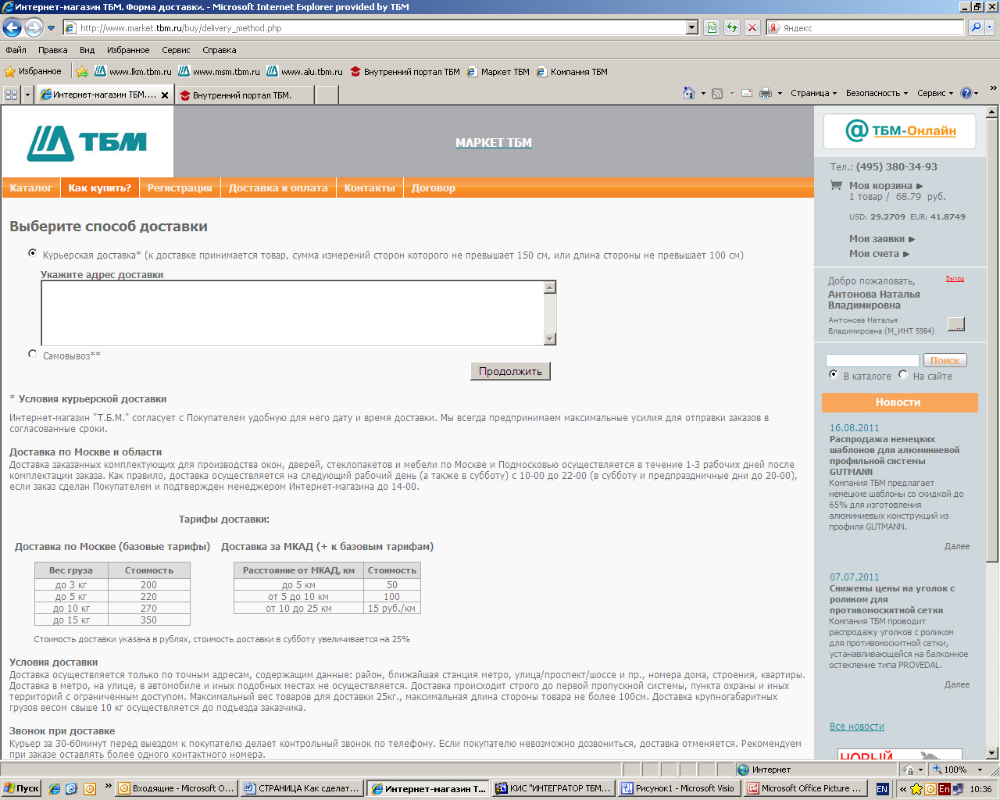 Интернет-магазин ТБМ. Форма доставки. - Microsoft Internet Explorer provided by ТБМ
http://www.market.tbm.ru/buy/delivery_method.php
Яндекс
Файл Правка Вид Избранное Сервис Справка
Избранное www.lkm.tbm.ru www.msm.tbm.ru www.alu.tbm.ru Внутренний портал ТБМ Маркет ТБМ Компания ТБМ
Интернет-магазин ТБМ.... Внутренний портал ТБМ. Страница Безопасность Сервис
ТБМ
МАРКЕТ ТБМ
Каталог Как купить? Регистрация Доставка и оплата Контакты Договор
Выберите способ доставки
Курьерская доставка* (к доставке принимается товар, сумма измерений сторон которого не превышает 150 см, или длина стороны не превышает 100 см)
Укажите адрес доставки
Самовывоз**
Продолжить
* Условия курьерской доставки
Интернет-магазин "Т.Б.М." согласует с Покупателем удобную для него дату и время доставки. Мы всегда предпринимаем максимальные усилия для отправки заказов в
согласованные сроки.
Доставка по Москве и области
Доставка заказанных комплектующих для производства окон, дверей, стеклопакетов и мебели по Москве и Подмосковью осуществляется в течение 1-3 рабочих дней после
комплектации заказа. Как правило, доставка осуществляется на следующий рабочий день (а также в субботу) с 10-00 до 22-00 (в субботу и предпраздничные дни до 20-00),
если заказ сделан Покупателем и подтвержден менеджером Интернет-магазина до 14-00.
Тарифы доставки:
Доставка по Москве (базовые тарифы) Доставка за МКАД (+ к базовым тарифам)
Вес груза Стоимость
до 3 кг 200
до 5 кг 220
до 10 кг 270
до 15 кг 350
Расстояние от МКАД, км Стоимость
до 5 км 50
от 5 до 10 км 100
от 10 до 25 км 15 руб./км
Стоимость доставки указана в рублях, стоимость доставки в субботу увеличивается на 25%
Условия доставки
Доставка осуществляется только по точным адресам, содержащим данные: район, ближайшая станция метро, улица/проспект/шоссе и пр., номера дома, строения, квартиры.
Доставка в метро, на улице, в автомобиле и иных подобных местах не осуществляется. Доставка происходит строго до первой пропускной системы, пункта охраны и иных
территорий с ограниченным доступом. Максимальный вес товаров для доставки 25кг., максимальная длина стороны товара не более 100см. Доставка крупногабаритных
грузов весом свыше 10 кг осуществляется до подъезда заказчика.
Звонок при доставке
Курьер за 30-60минут перед выездом к покупателю делает контрольный звонок по телефону. Если покупателю невозможно дозвониться, доставка отменяется. Рекомендуем
при заказе оставлять более одного контактного номера.
@ ТБМ-Онлайн
Тел.: (495) 380-34-93
Моя корзина
1 товар / 68.79 руб.
USD: 29.2709 EUR: 41.8749
Мои заявки
Мои счета
Добро пожаловать, Выход
Антонова Наталья
Владимировна
Антонова Наталья
Владимировна (М_ИНТ 5984) ...
Поиск
В каталоге На сайте
Новости
16.08.2011
Распродажа немецких
шаблонов для алюминиевой
профильной системы
GUTMANN
Компания ТБМ предлагает
немецкие шаблоны со скидкой до
65% для изготовления
алюминиевых конструкций из
профиля GUTMANN.
Далее
07.07.2011
Снижены цены на уголок с
роликом для
противомоскитной сетки
Компания ТБМ проводит
распродажу уголков с роликом
для противомоскитной сетки,
устанавливающейся на балконное
остекление типа PROVEDAL.
Далее
Все новости
НОВЫЙ
Интернет 100%
Пуск Входящие - Microsoft O... СТРАНИЦА Как сделат... Интернет-магазин Т... КИС "ИНТЕГРАТОР ТБМ... Рисунок1 - Microsoft Visio Microsoft Office Picture ... EN En 10:36